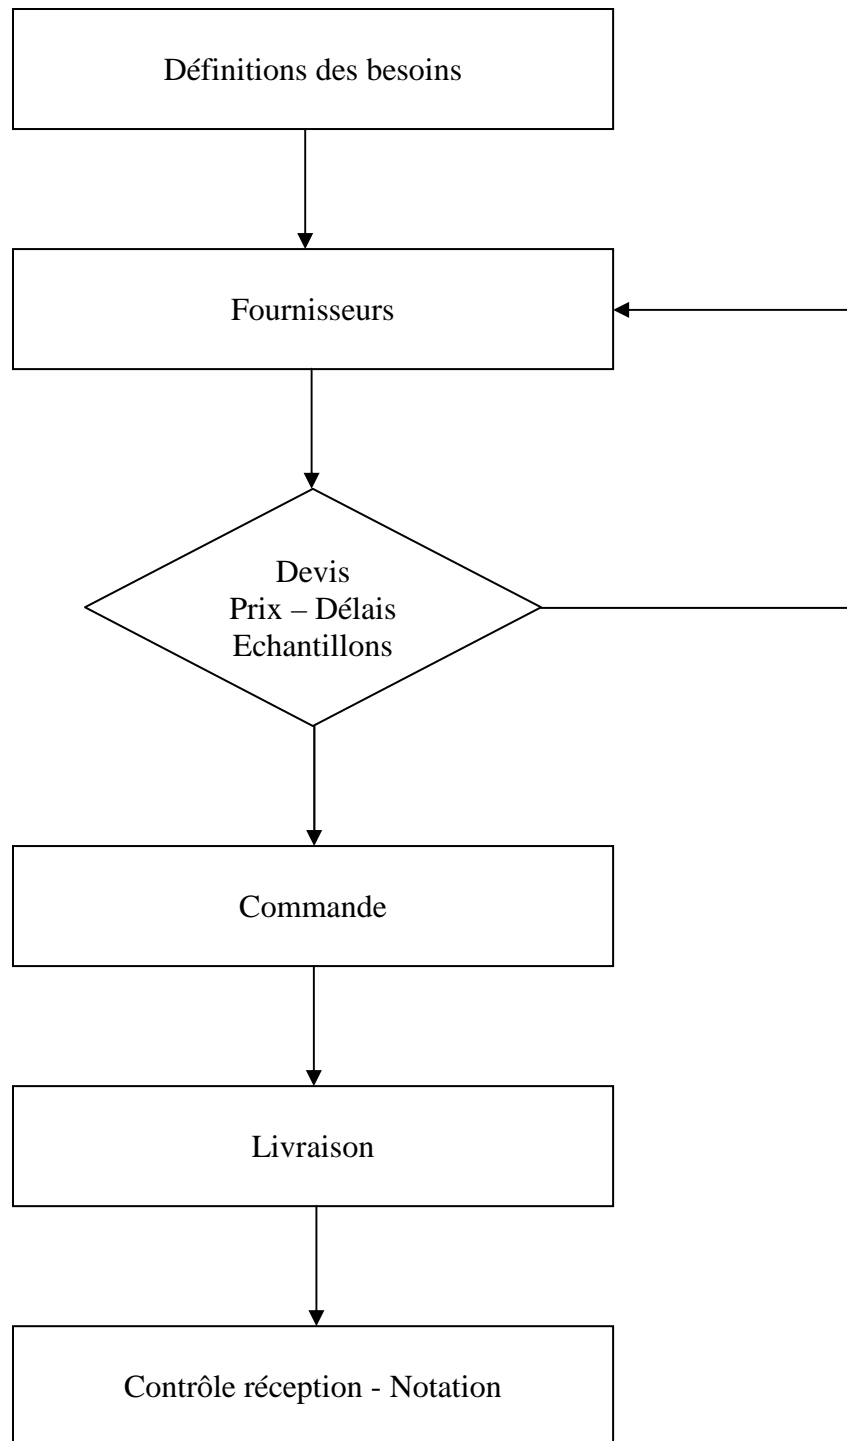 Définitions des besoins
Fournisseurs
Devis
Prix – Délais
Echantillons
Commande
Livraison
Contrôle réception - Notation